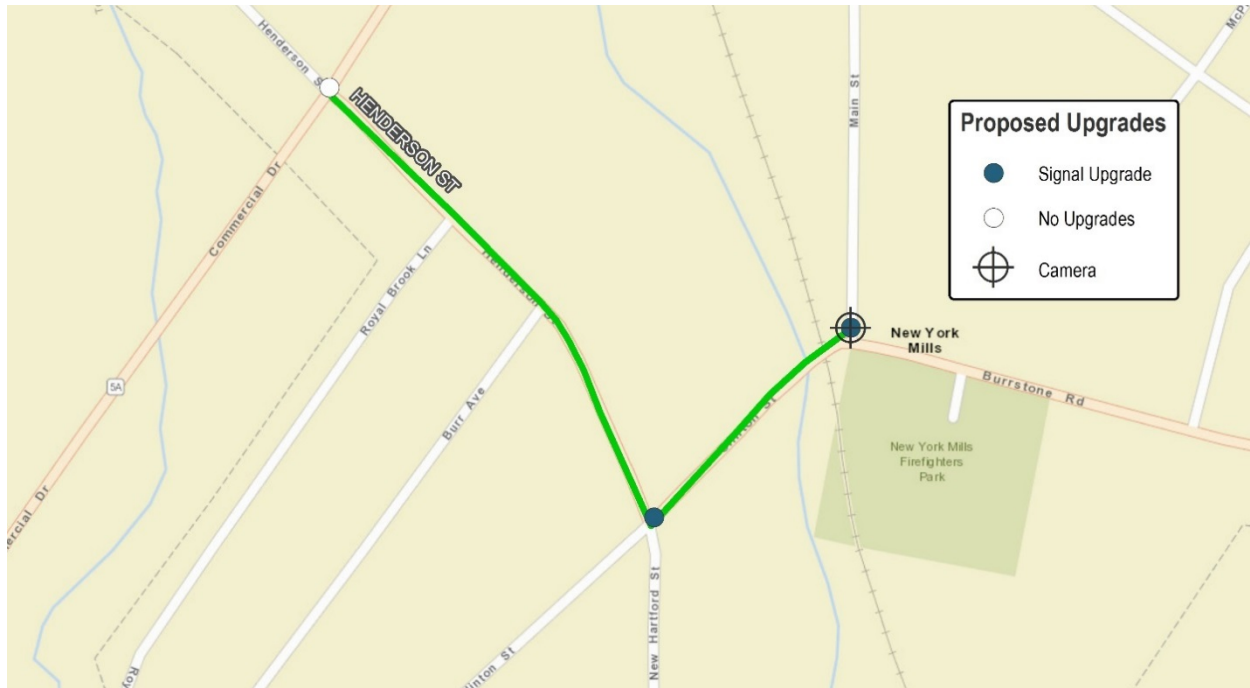 Henderson S
HENDERSON ST
Main St
McP
Proposed Upgrades
Signal Upgrade
No Upgrades
Camera
Commercial Dr
Royal Brook Ln
Henderson S
New York
Mills
5A
Burr Ave
Burrstone Rd
New York Mills
Firefighters
Park
ercial Dr
New Hartford St
linton St
Roy